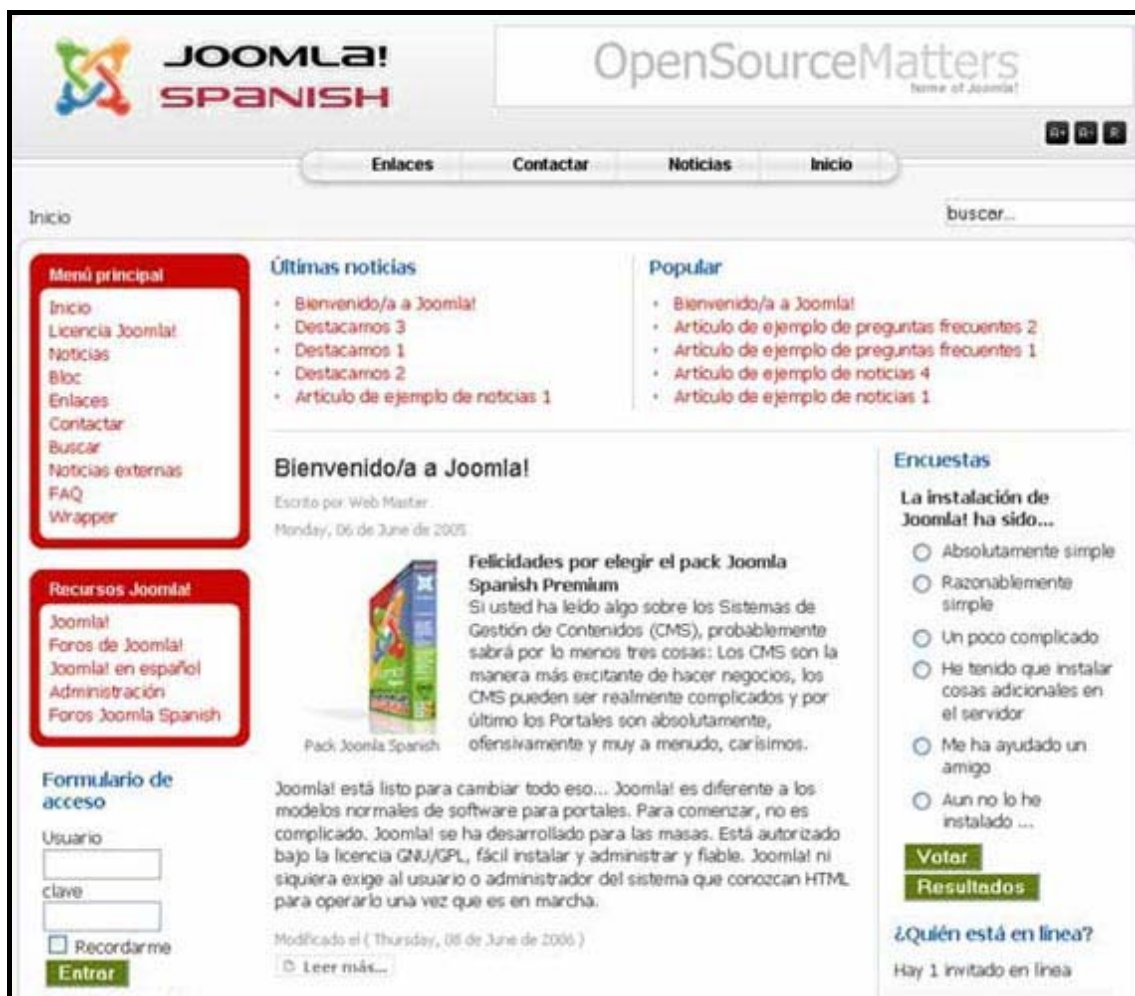 JOOMLA!
SPANISH
OpenSourceMatters
home of Joomla!
A+ A- R
Enlaces Contactar Noticias Inicio
Inicio
buscar...
Menú principal
Inicio
Licencia Joomla!
Noticias
Bloc
Enlaces
Contactar
Buscar
Noticias externas
FAQ
Wrapper
Recursos Joomla!
Joomla!
Foros de Joomla!
Joomla! en español
Administración
Foros Joomla Spanish
Formulario de
acceso
Usuario
clave
Recordarme
Entrar
Últimas noticias
Bienvenido/a a Joomla!
Destacamos 3
Destacamos 1
Destacamos 2
Artículo de ejemplo de noticias 1
Popular
Bienvenido/a a Joomla!
Artículo de ejemplo de preguntas frecuentes 2
Artículo de ejemplo de preguntas frecuentes 1
Artículo de ejemplo de noticias 4
Artículo de ejemplo de noticias 1
Bienvenido/a a Joomla!
Escrito por Web Master
Monday, 06 de June de 2005
Pack Joomla Spanish
Felicidades por elegir el pack Joomla
Spanish Premium
Si usted ha leído algo sobre los Sistemas de
Gestión de Contenidos (CMS), probablemente
sabrá por lo menos tres cosas: Los CMS son la
manera más excitante de hacer negocios, los
CMS pueden ser realmente complicados y por
último los Portales son absolutamente,
ofensivamente y muy a menudo, carísimos.
Joomla! está listo para cambiar todo eso... Joomla! es diferente a los
modelos normales de software para portales. Para comenzar, no es
complicado. Joomla! se ha desarrollado para las masas. Está autorizado
bajo la licencia GNU/GPL, fácil instalar y administrar y fiable. Joomla! ni
siquiera exige al usuario o administrador del sistema que conozcan HTML
para operarlo una vez que es en marcha.
Modificado el ( Thursday, 08 de June de 2006 )
Leer más...
Encuestas
La instalación de
Joomla! ha sido...
Absolutamente simple
Razonablemente
simple
Un poco complicado
He tenido que instalar
cosas adicionales en
el servidor
Me ha ayudado un
amigo
Aun no lo he
instalado ...
Votar
Resultados
¿Quién está en línea?
Hay 1 invitado en línea